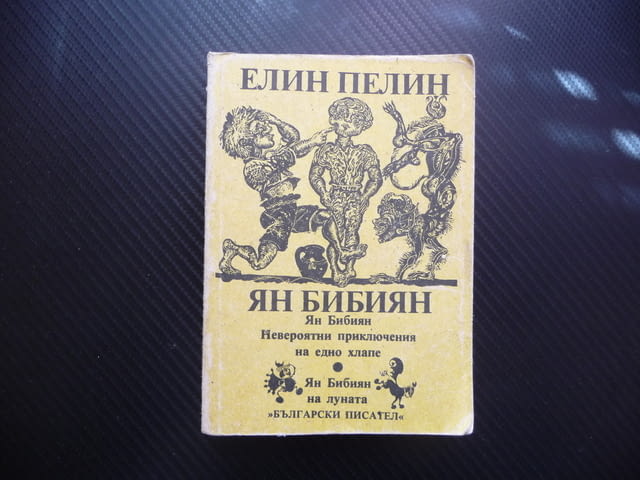 ЕЛИН ПЕЛИН
ЯН БИБИЯН
Ян Бибиян
Невероятни приключения
на едно хлапе
Ян Бибиян
на луната
»БЪЛГАРСКИ ПИСАТЕЛ«